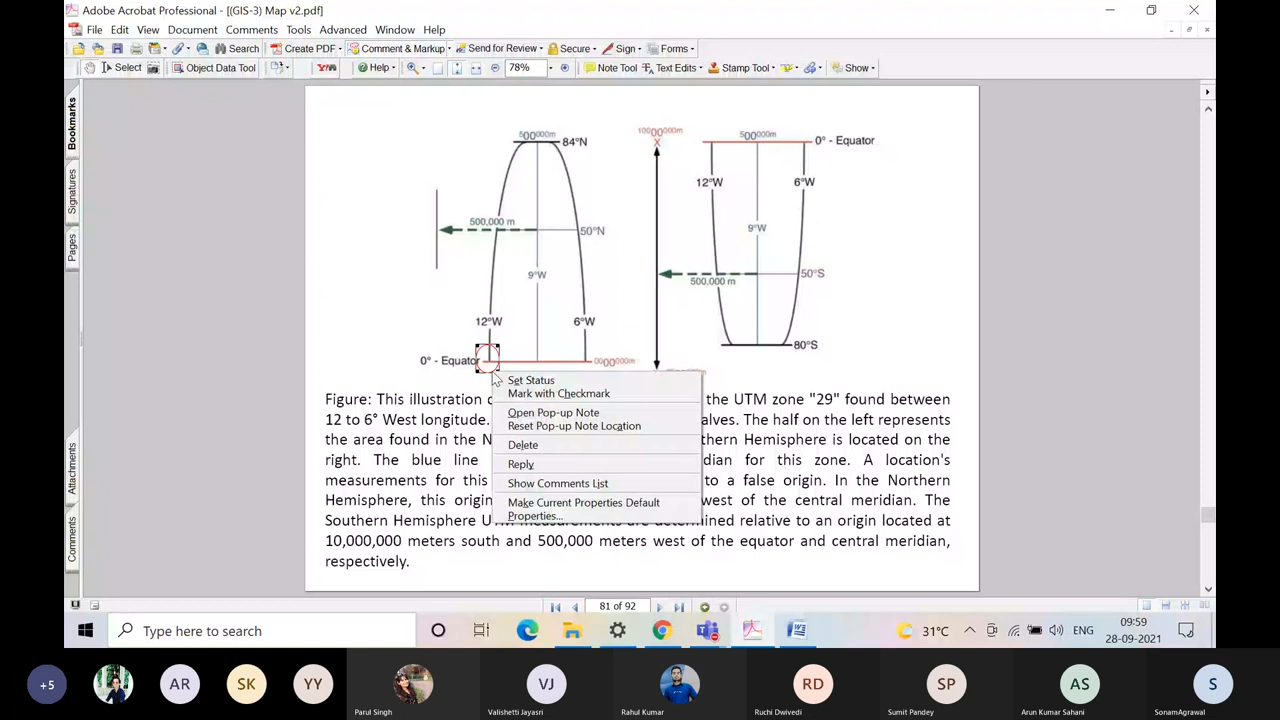 Adobe Acrobat Professional - [(GIS-3) Map v2.pdf]
File Edit View Document Comments Tools Advanced Window Help
Search Create PDF Comment & Markup Send for Review Secure Sign Forms
Select Object Data Tool Help 78% Note Tool Text Edits Stamp Tool Show
Bookmarks
Signatures
Pages
Attachments
Comments
500000m
84°N
500,000 m
50°N
9°W
12°W
6°W
0° - Equator
0000000m
10000000m
X
500000m
0° - Equator
12°W
6°W
9°W
50°S
500,000 m
80°S
Set Status
Mark with Checkmark
Open Pop-up Note
Reset Pop-up Note Location
Delete
Reply
Show Comments List
Make Current Properties Default
Properties...
Figure: This illustration the UTM zone "29" found between
12 to 6° West longitude. alves. The half on the left represents
the area found in the N thern Hemisphere is located on the
right. The blue line dian for this zone. A location's
measurements for this to a false origin. In the Northern
Hemisphere, this origin west of the central meridian. The
Southern Hemisphere UTM measurements are determined relative to an origin located at
10,000,000 meters south and 500,000 meters west of the equator and central meridian,
respectively.
81 of 92
Type here to search
31°C
ENG
09:59
28-09-2021
+5
AR
SK
YY
Parul Singh
VJ
Valishetti Jayasri
Rahul Kumar
RD
Ruchi Dwivedi
SP
Sumit Pandey
AS
Arun Kumar Sahani
S
SonamAgrawal